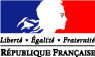 Liberté • Égalité • Fraternité
RÉPUBLIQUE FRANÇAISE